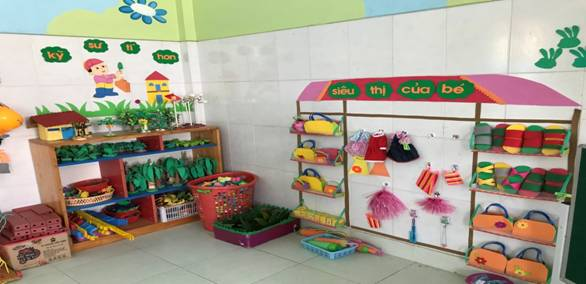 kỹ sư tí hon
siêu thị của bé